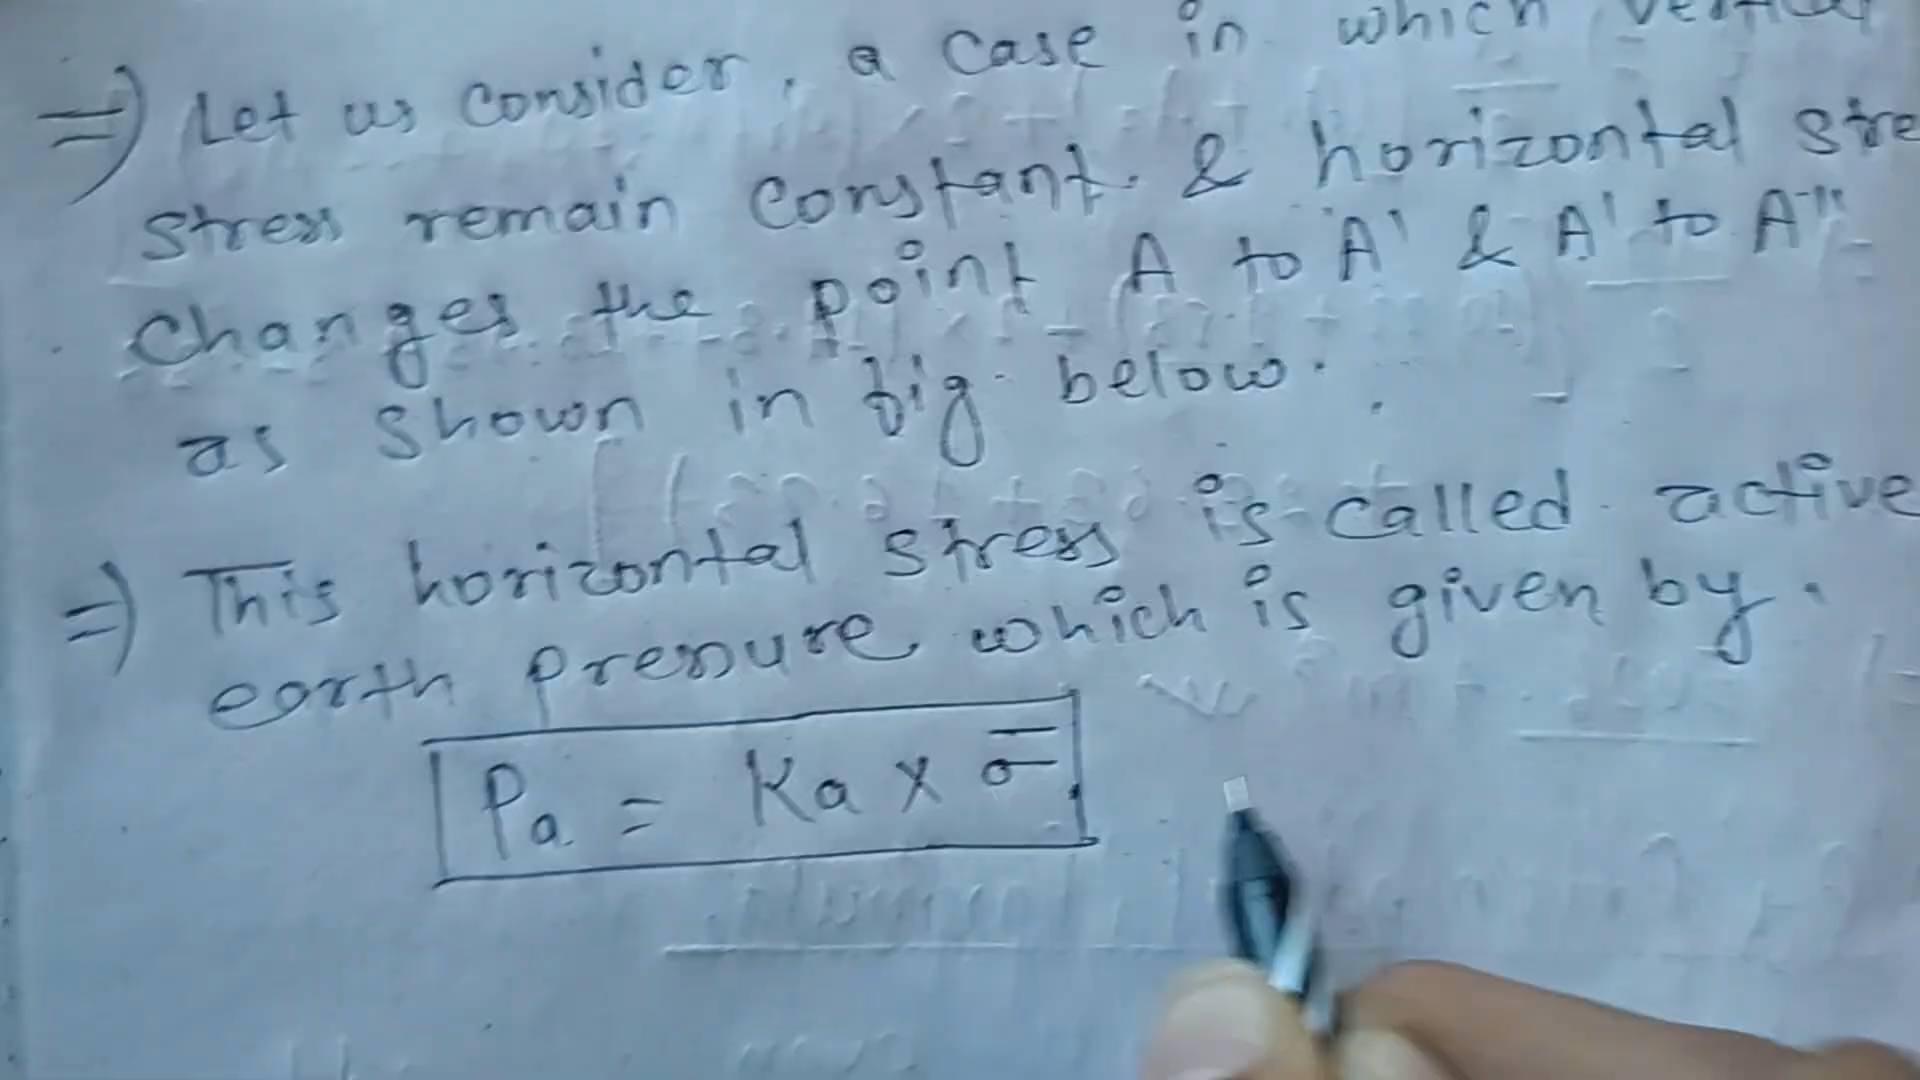 ⇒ Let us consider, a case in which vertical
stress remain constant & horizontal stre
changes the point A to A' & A' to A"
as shown in fig. below.
⇒ This horizontal stress is called active
earth pressure which is given by.
Pa = Ka x σ̅